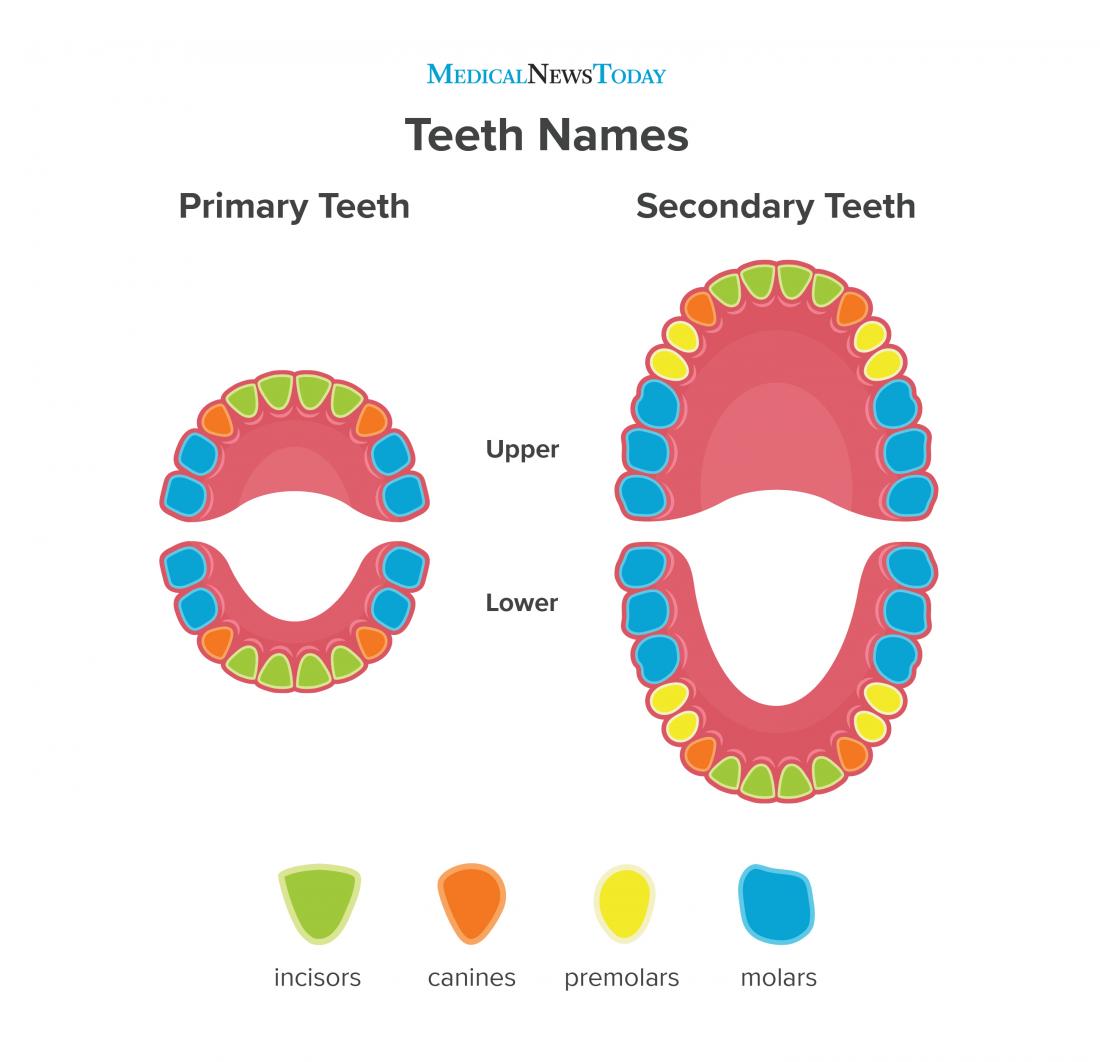 MEDICALNEWSTODAY
Teeth Names
Primary Teeth
Secondary Teeth
Upper
Lower
incisors
canines
premolars
molars